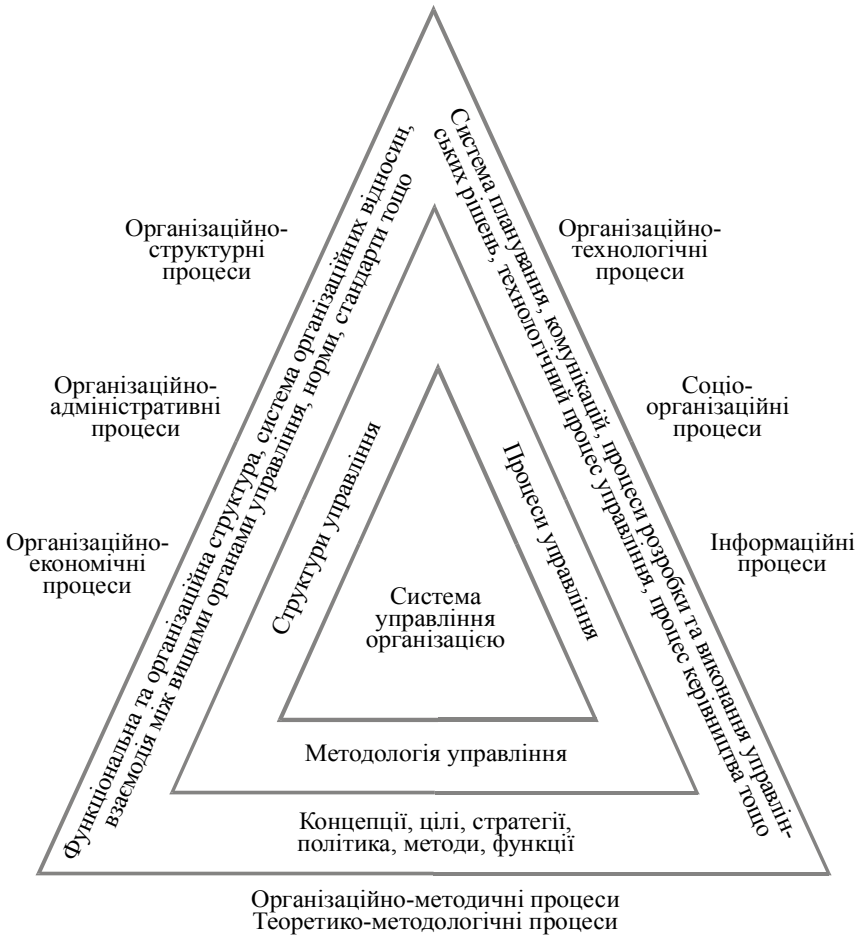 Організаційно-
структурні
процеси
Організаційно-
адміністративні
процеси
Організаційно-
економічні
процеси
Функціональна та організаційна структура, система організаційних відносин,
взаємодія між вищими органами управління, норми, стандарти тощо
Система планування, комунікацій, процеси розробки та виконання управлін-
ських рішень, технологічний процес управління, процес керівництва тощо
Організаційно-
технологічні
процеси
Соціо-
організаційні
процеси
Інформаційні
процеси
Структури управління
Процеси управління
Система
управління
організацією
Методологія управління
Концепції, цілі, стратегії,
політика, методи, функції
Організаційно-методичні процеси
Теоретико-методологічні процеси